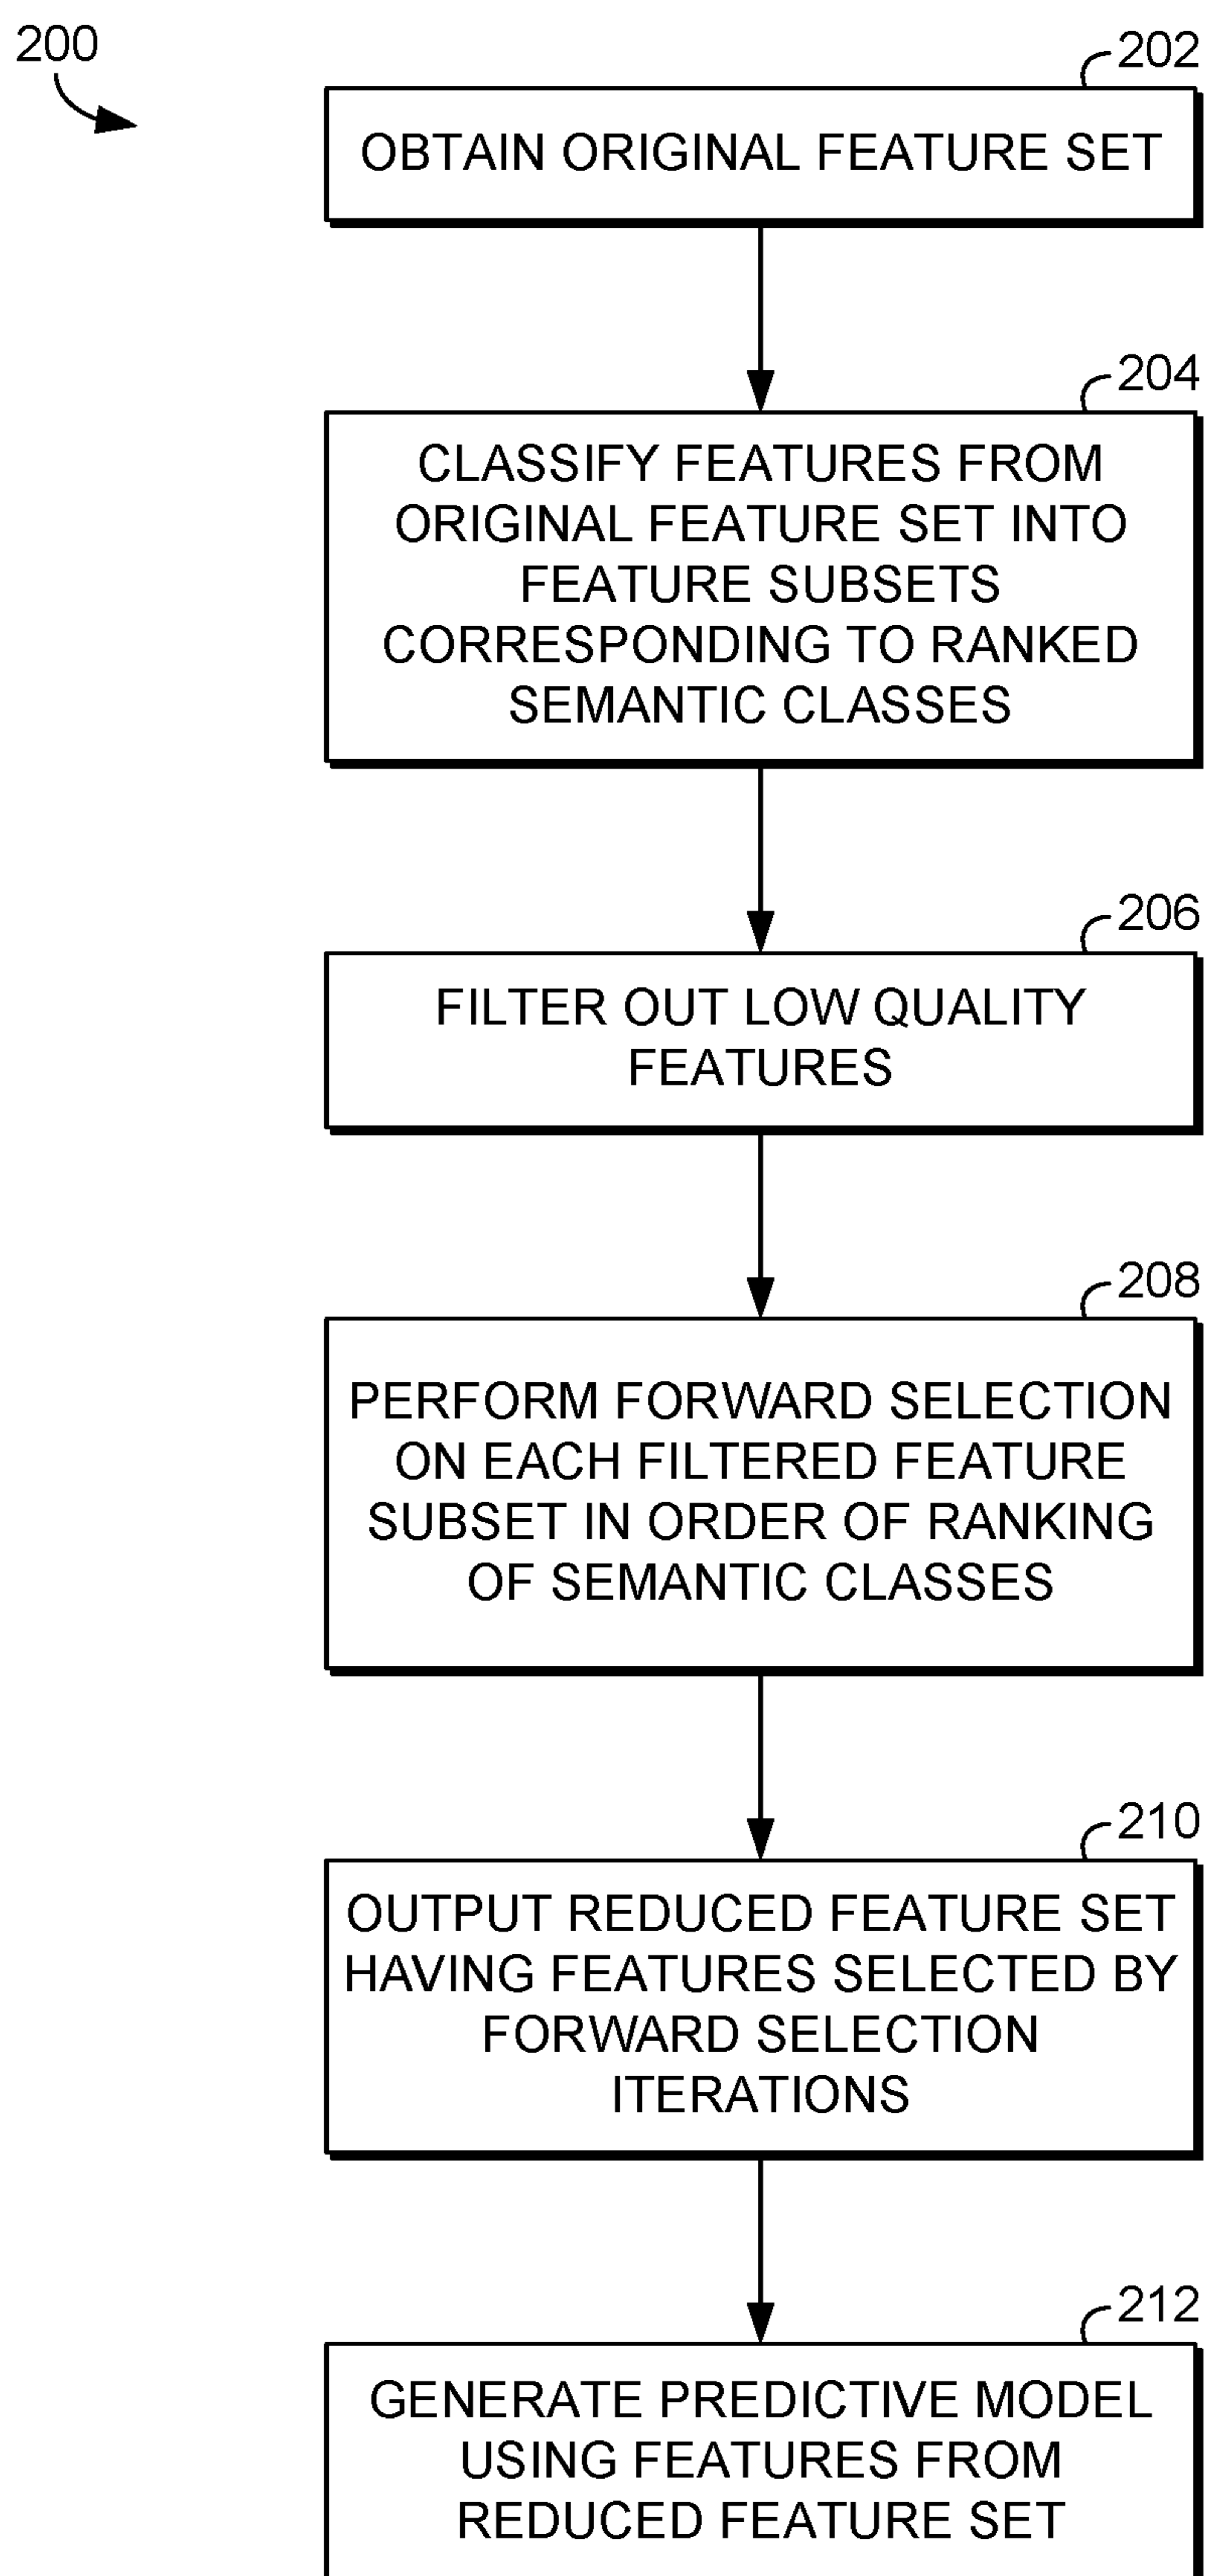 200
202
OBTAIN ORIGINAL FEATURE SET
204
CLASSIFY FEATURES FROM
ORIGINAL FEATURE SET INTO
FEATURE SUBSETS
CORRESPONDING TO RANKED
SEMANTIC CLASSES
206
FILTER OUT LOW QUALITY
FEATURES
208
PERFORM FORWARD SELECTION
ON EACH FILTERED FEATURE
SUBSET IN ORDER OF RANKING
OF SEMANTIC CLASSES
210
OUTPUT REDUCED FEATURE SET
HAVING FEATURES SELECTED BY
FORWARD SELECTION
ITERATIONS
212
GENERATE PREDICTIVE MODEL
USING FEATURES FROM
REDUCED FEATURE SET